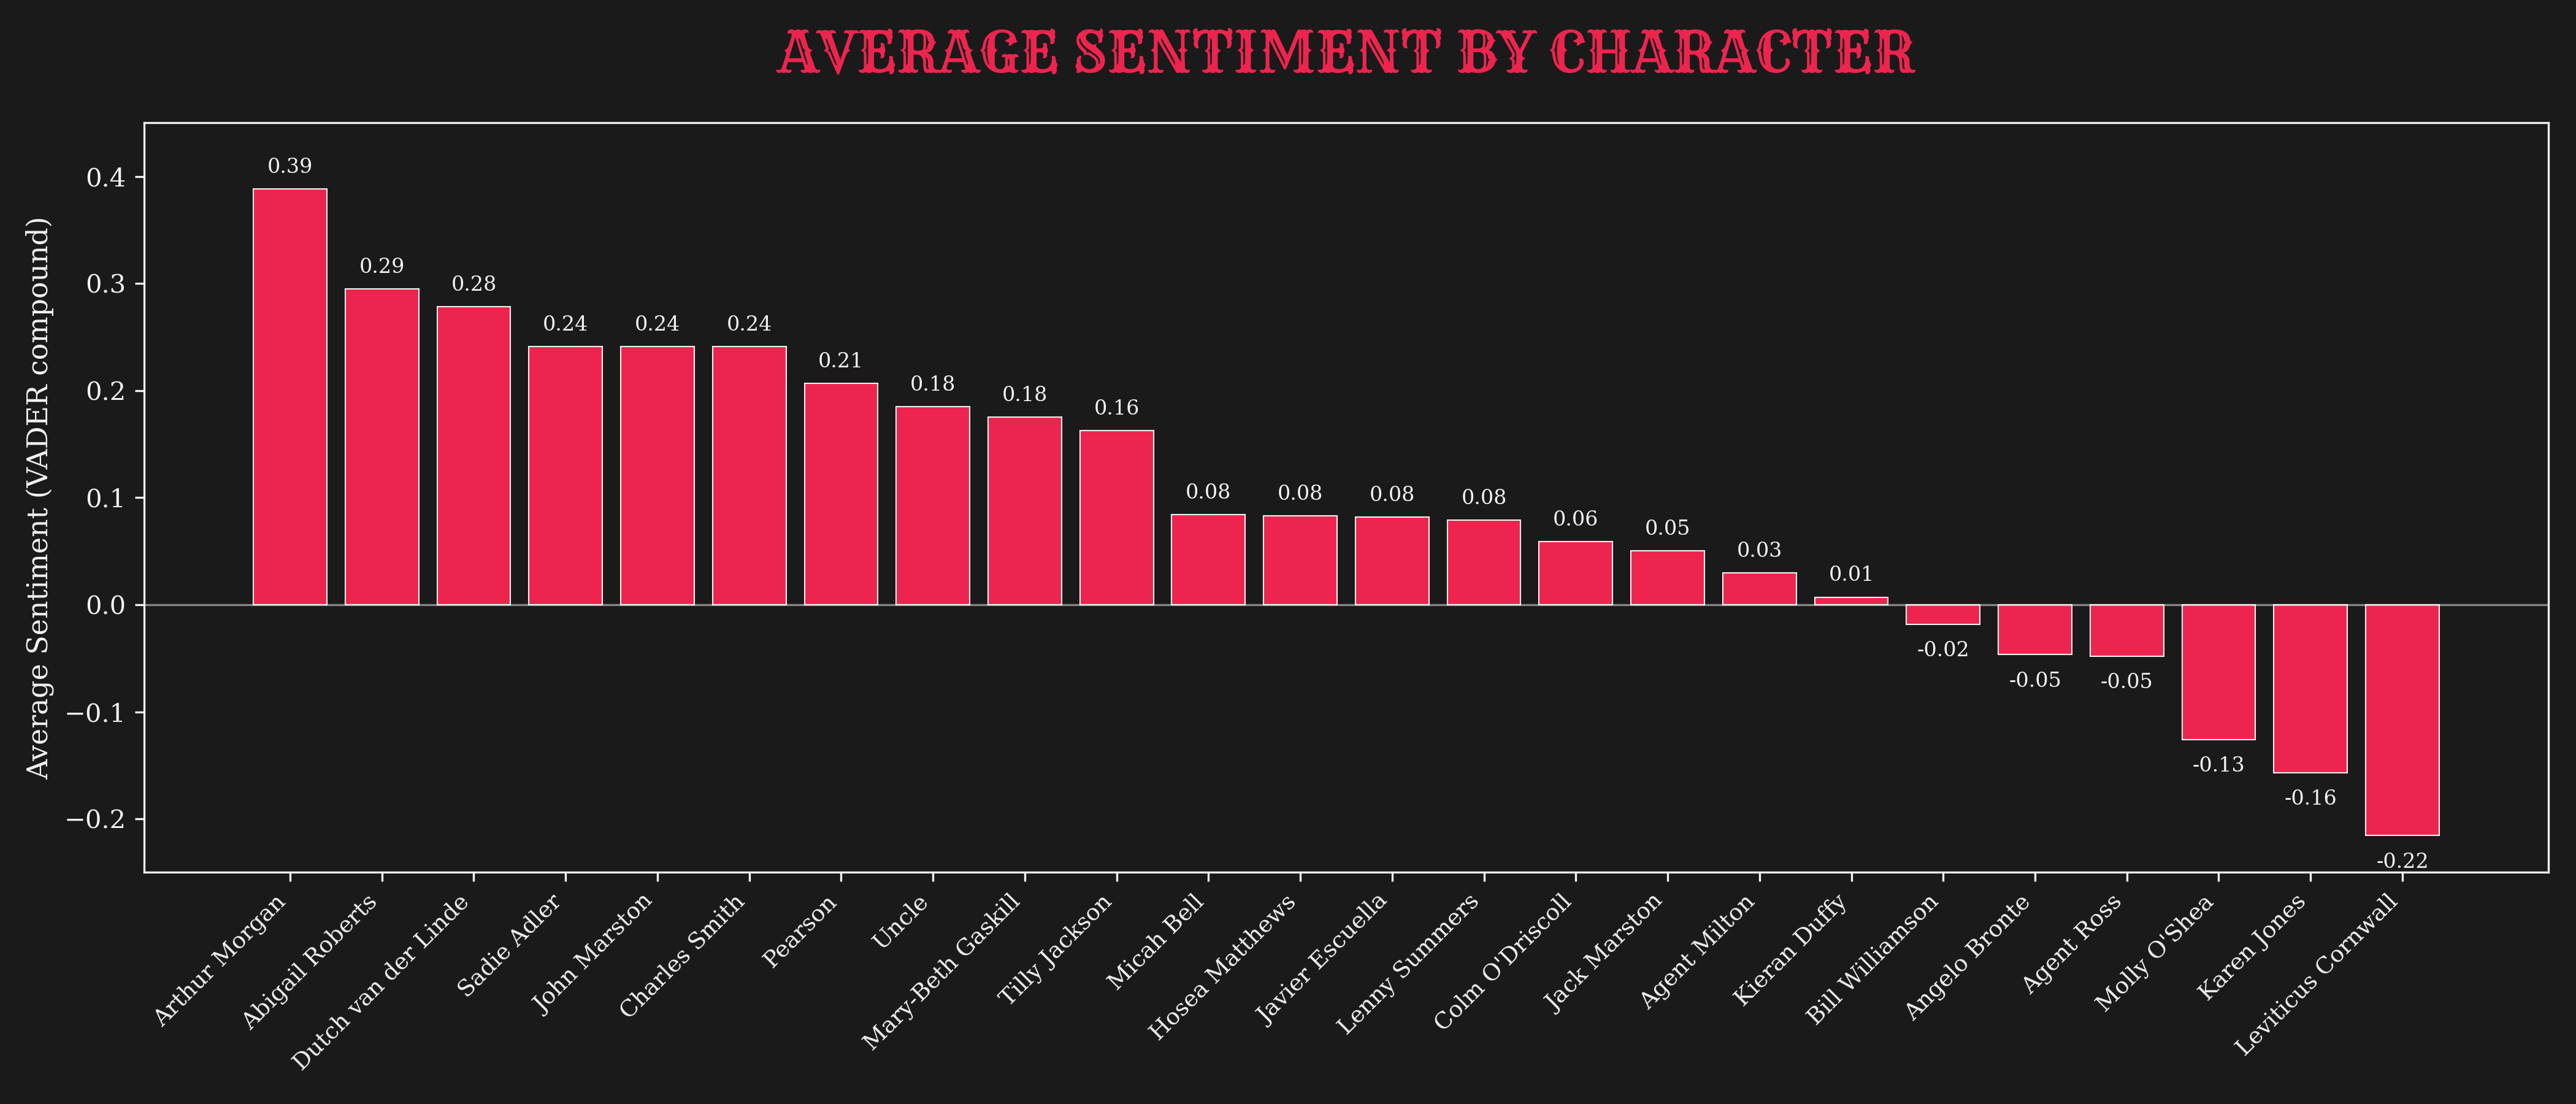 AVERAGE SENTIMENT BY CHARACTER
Average Sentiment (VADER compound)
0.4
0.3
0.2
0.1
0.0
−0.1
−0.2
0.39
0.29
0.28
0.24
0.24
0.24
0.21
0.18
0.18
0.16
0.08
0.08
0.08
0.08
0.06
0.05
0.03
0.01
-0.02
-0.05
-0.05
-0.13
-0.16
-0.22
Arthur Morgan
Abigail Roberts
Dutch van der Linde
Sadie Adler
John Marston
Charles Smith
Pearson
Uncle
Mary-Beth Gaskill
Tilly Jackson
Micah Bell
Hosea Matthews
Javier Escuella
Lenny Summers
Colm O'Driscoll
Jack Marston
Agent Milton
Kieran Duffy
Bill Williamson
Angelo Bronte
Agent Ross
Molly O'Shea
Karen Jones
Leviticus Cornwall